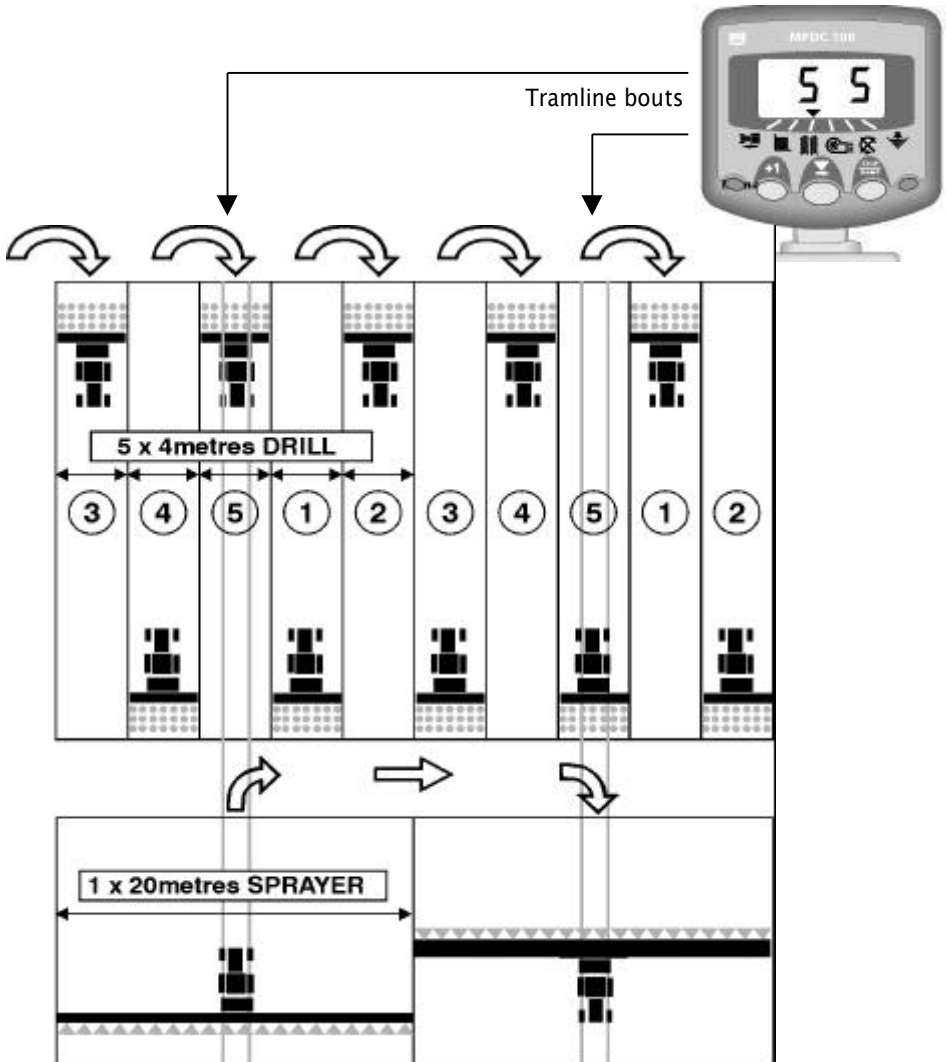 MFDC 100
5 5
Tramline bouts
+1
5 x 4metres DRILL
3 4 5 1 2 3 4 5 1 2
1 x 20metres SPRAYER